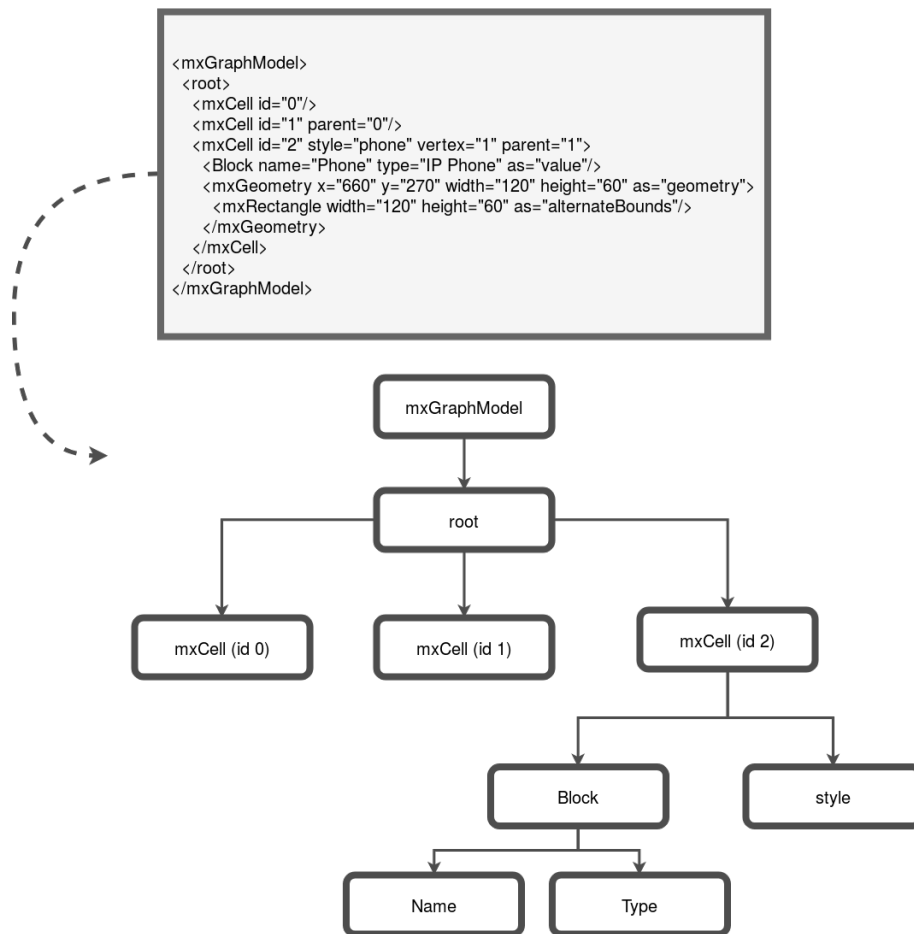 <mxGraphModel>
<root>
<mxCell id="0"/>
<mxCell id="1" parent="0"/>
<mxCell id="2" style="phone" vertex="1" parent="1">
<Block name="Phone" type="IP Phone" as="value"/>
<mxGeometry x="660" y="270" width="120" height="60" as="geometry">
<mxRectangle width="120" height="60" as="alternateBounds"/>
</mxGeometry>
</mxCell>
</root>
</mxGraphModel>
mxGraphModel
root
mxCell (id 0)
mxCell (id 1)
mxCell (id 2)
Block
style
Name
Type